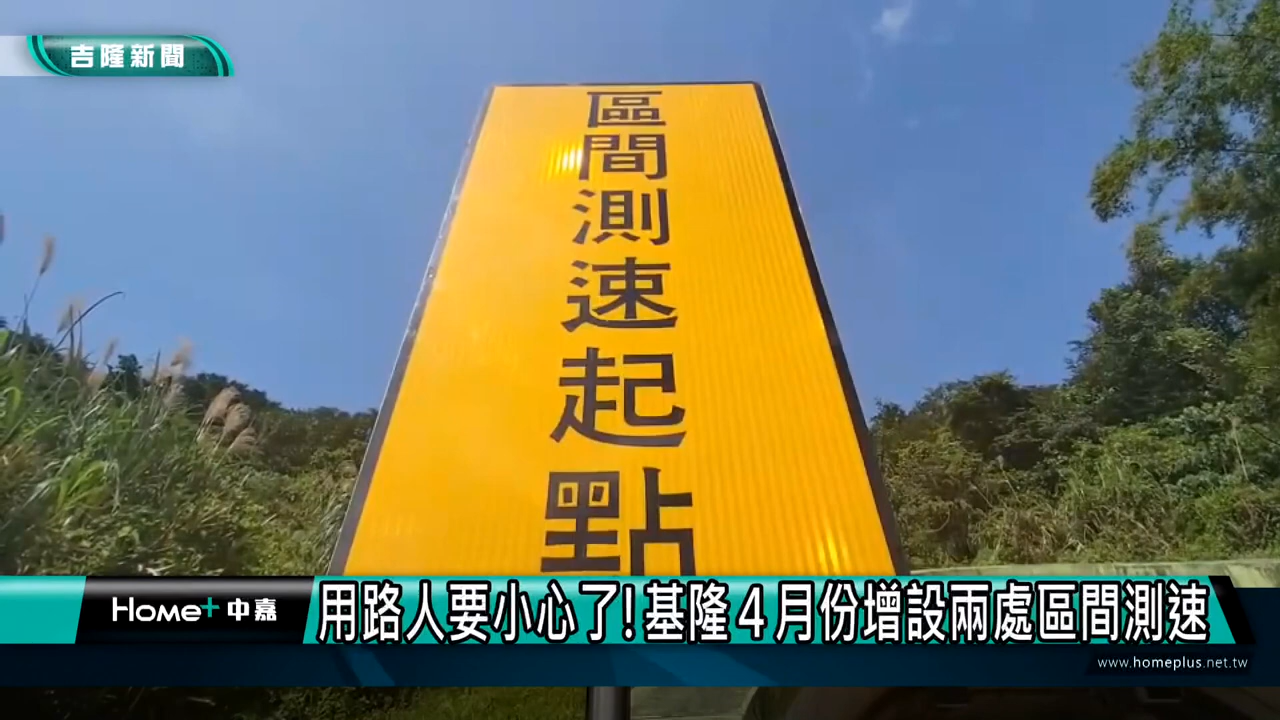 吉隆新聞
區間測速起點
Home+ 中嘉
用路人要小心了!基隆4月份增設兩處區間測速
www.homeplus.net.tw